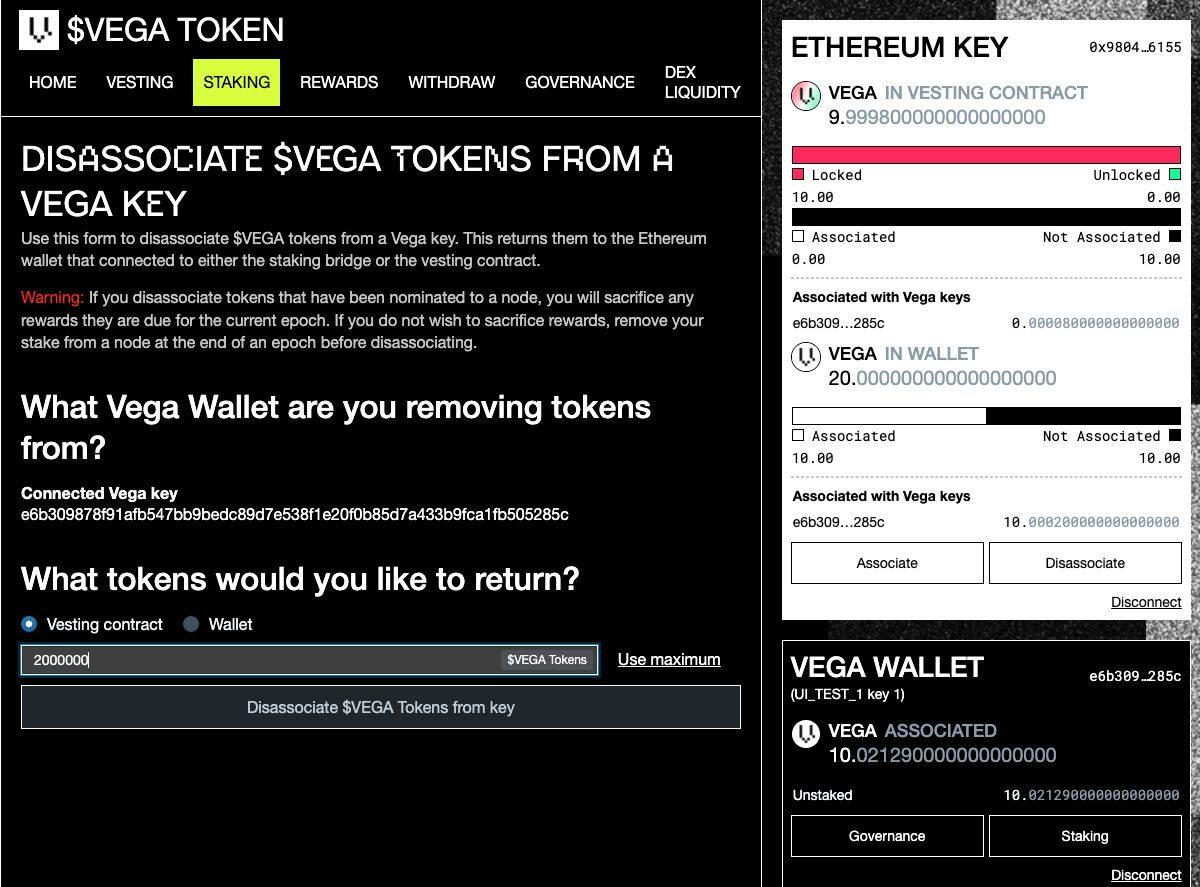 $VEGA TOKEN
HOME
VESTING
STAKING
REWARDS
WITHDRAW
GOVERNANCE
DEX
LIQUIDITY
DISASSOCIATE $VEGA TOKENS FROM A
VEGA KEY
Use this form to disassociate $VEGA tokens from a Vega key. This returns them to the Ethereum
wallet that connected to either the staking bridge or the vesting contract.
Warning: If you disassociate tokens that have been nominated to a node, you will sacrifice any
rewards they are due for the current epoch. If you do not wish to sacrifice rewards, remove your
stake from a node at the end of an epoch before disassociating.
What Vega Wallet are you removing tokens
from?
Connected Vega key
e6b309878f91afb547bb9bedc89d7e538f1e20f0b85d7a433b9fca1fb505285c
What tokens would you like to return?
Vesting contract
Wallet
2000000
$VEGA Tokens
Use maximum
Disassociate $VEGA Tokens from key
ETHEREUM KEY
0x9804…6155
VEGA IN VESTING CONTRACT
9.999800000000000000
Locked
Unlocked
10.00
0.00
Associated
Not Associated
0.00
10.00
Associated with Vega keys
e6b309…285c
0.000080000000000000
VEGA IN WALLET
20.000000000000000000
Associated
Not Associated
10.00
10.00
Associated with Vega keys
e6b309…285c
10.000200000000000000
Associate
Disassociate
Disconnect
VEGA WALLET
e6b309…285c
(UI_TEST_1 key 1)
VEGA ASSOCIATED
10.021290000000000000
Unstaked
10.021290000000000000
Governance
Staking
Disconnect